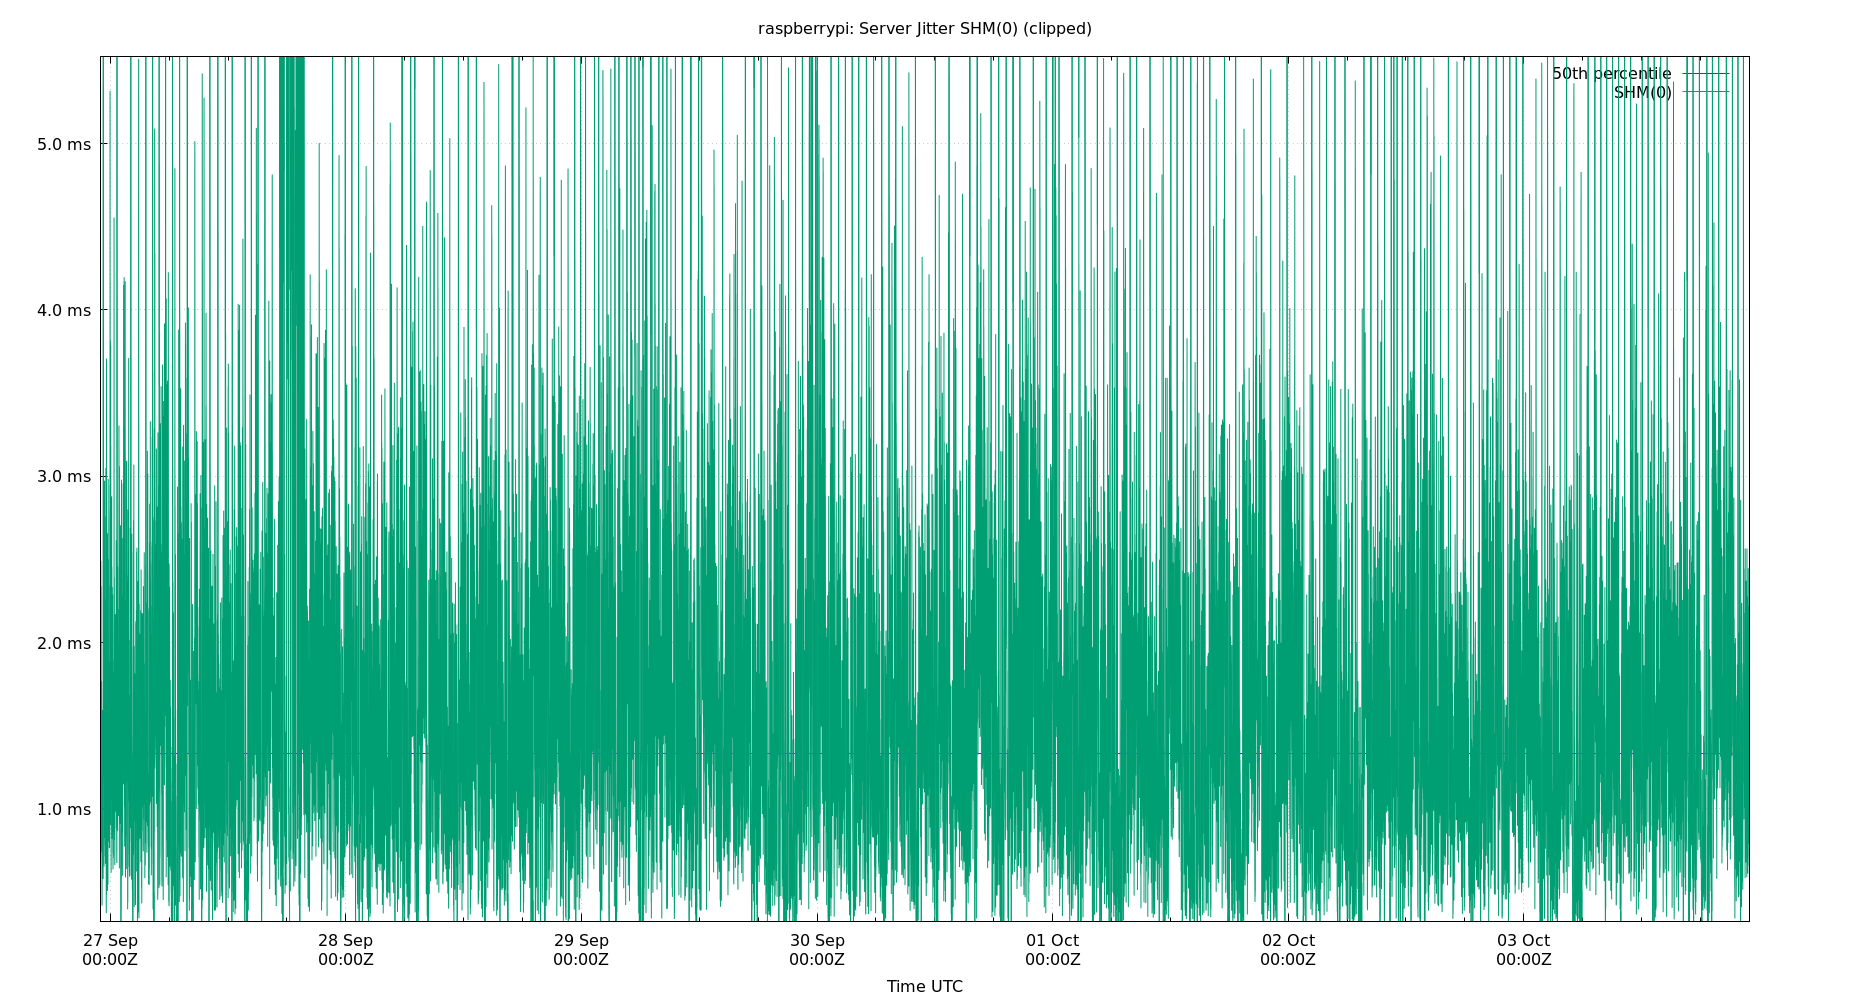 raspberrypi: Server Jitter SHM(0) (clipped)
50th percentile
SHM(0)
5.0 ms
4.0 ms
3.0 ms
2.0 ms
1.0 ms
27 Sep 28 Sep 29 Sep 30 Sep 01 Oct 02 Oct 03 Oct
00:00Z 00:00Z 00:00Z 00:00Z 00:00Z 00:00Z 00:00Z
Time UTC